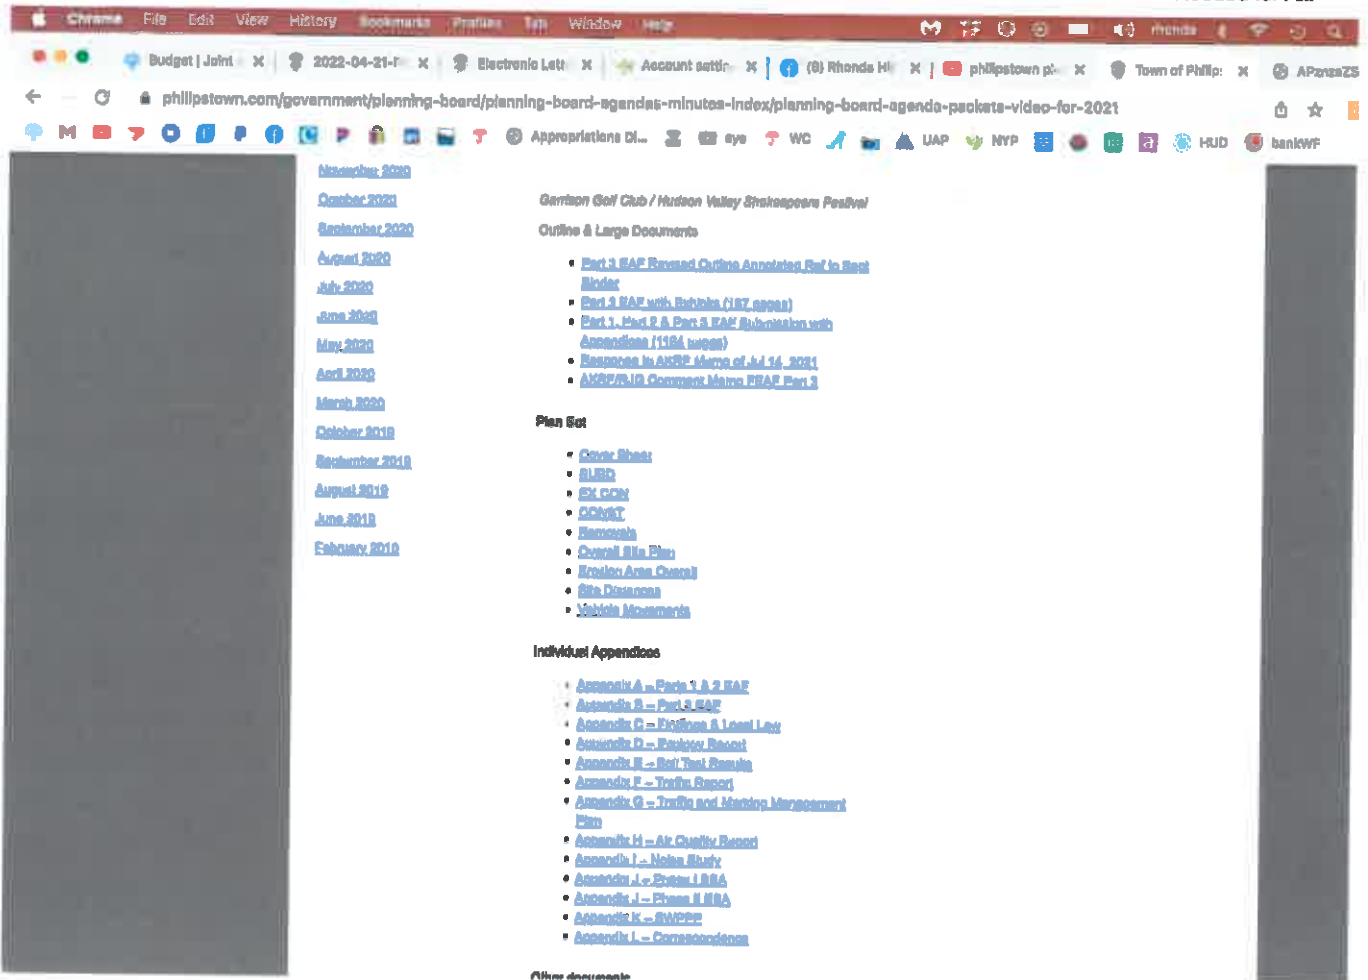 Chrome File Edit View History Bookmarks Profiles Tab Window Help rhonda
Budget | Joint 2022-04-21- Electronic Lett Account settin (8) Rhonda Hi philipstown pl Town of Philip: APanzaZS
philipstown.com/government/planning-board/planning-board-agendas-minutes-index/planning-board-agenda-packets-video-for-2021
Appropriations Di... eye WC UAP NYP HUD bankWF
November 2020
October 2020
September 2020
August 2020
July 2020
June 2020
May 2020
April 2020
March 2020
October 2019
September 2019
August 2019
June 2019
February 2019
Garrison Golf Club / Hudson Valley Shakespeare Festival
Outline & Large Documents
Part 3 EAF Revised Outline Annotated Ref to Sept
Binder
Part 3 EAF with Exhibits (187 pages)
Part 1, Part 2 & Part 3 EAF Submission with
Appendices (1184 pages)
Response to AKRF Memo of Jul 14, 2021
AKRF/RJG Comment Memo FEAF Part 3
Plan Set
Cover Sheet
SUBD
EX CON
CONST
Removals
Overall Site Plan
Erosion Area Overall
Site Distances
Vehicle Movements
Individual Appendices
Appendix A – Parts 1 & 2 EAF
Appendix B – Part 3 EAF
Appendix C – Findings & Local Law
Appendix D – Ecology Report
Appendix E – Soil Test Results
Appendix F – Traffic Report
Appendix G – Traffic and Parking Management
Plan
Appendix H – Air Quality Report
Appendix I – Noise Study
Appendix J – Phase I ESA
Appendix J – Phase II ESA
Appendix K – SWPPP
Appendix L – Correspondence
Other documents